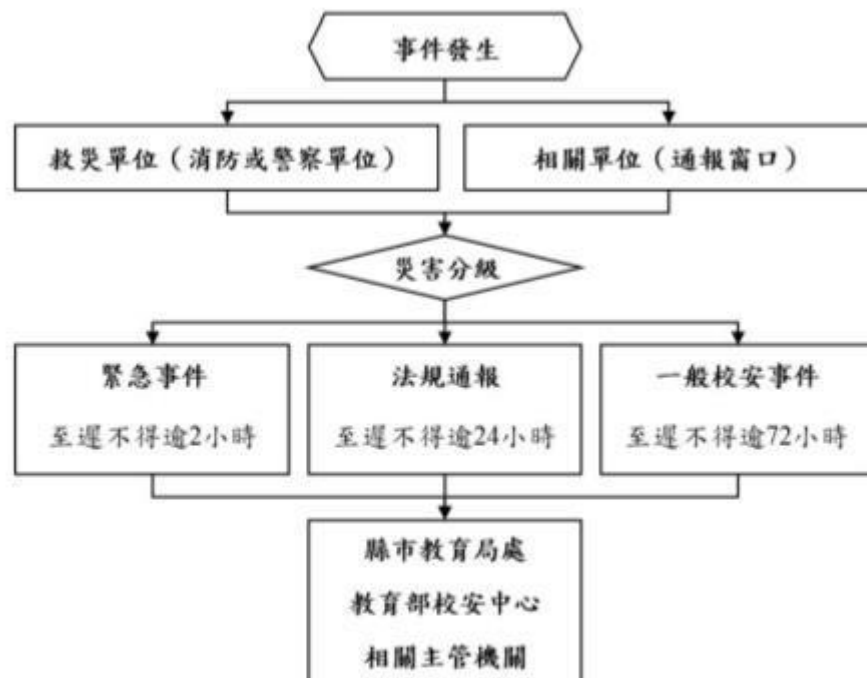 事件發生
救災單位（消防或警察單位）
相關單位（通報窗口）
災害分級
緊急事件
至遲不得逾2小時
法規通報
至遲不得逾24小時
一般校安事件
至遲不得逾72小時
縣市教育局處
教育部校安中心
相關主管機關